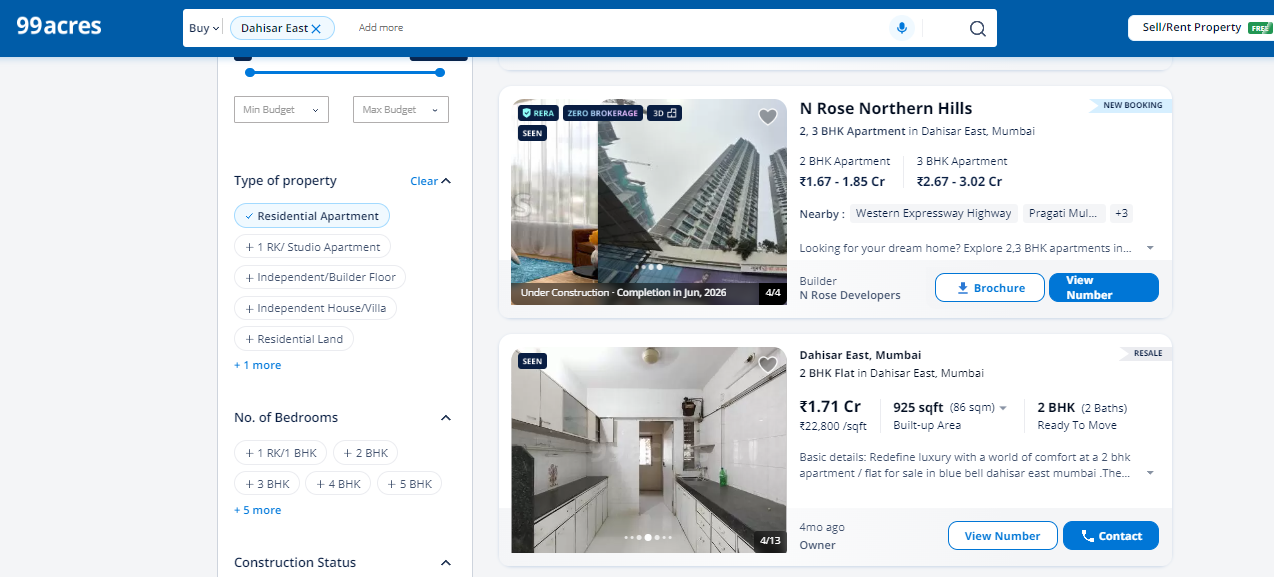 99acres
Buy
Dahisar East
Add more
Sell/Rent Property FREE
Min Budget
Max Budget
Type of property
Clear
Residential Apartment
+ 1 RK/ Studio Apartment
+ Independent/Builder Floor
+ Independent House/Villa
+ Residential Land
+ 1 more
No. of Bedrooms
+ 1 RK/1 BHK
+ 2 BHK
+ 3 BHK
+ 4 BHK
+ 5 BHK
+ 5 more
Construction Status
RERA
ZERO BROKERAGE
3D
SEEN
Under Construction - Completion in Jun, 2026
4/4
N Rose Northern Hills
NEW BOOKING
2, 3 BHK Apartment in Dahisar East, Mumbai
2 BHK Apartment
₹1.67 - 1.85 Cr
3 BHK Apartment
₹2.67 - 3.02 Cr
Nearby :
Western Expressway Highway
Pragati Mul...
+3
Looking for your dream home? Explore 2,3 BHK apartments in...
Builder
N Rose Developers
Brochure
View
Number
SEEN
4/13
Dahisar East, Mumbai
RESALE
2 BHK Flat in Dahisar East, Mumbai
₹1.71 Cr
₹22,800 /sqft
925 sqft (86 sqm)
Built-up Area
2 BHK (2 Baths)
Ready To Move
Basic details: Redefine luxury with a world of comfort at a 2 bhk
apartment / flat for sale in blue bell dahisar east mumbai .The...
4mo ago
Owner
View Number
Contact